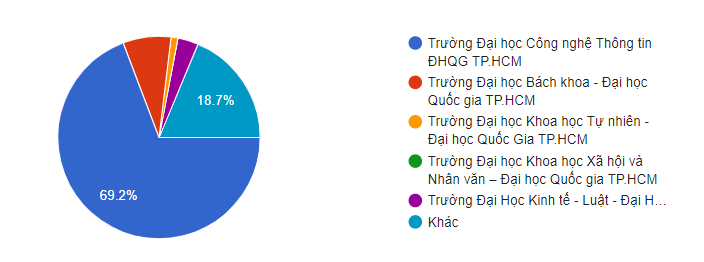 18.7%
69.2%
Trường Đại học Công nghệ Thông tin
ĐHQG TP.HCM
Trường Đại học Bách khoa - Đại học
Quốc gia TP.HCM
Trường Đại học Khoa học Tự nhiên -
Đại học Quốc Gia TP.HCM
Trường Đại học Khoa học Xã hội và
Nhân văn – Đại học Quốc gia TP.HCM
Trường Đại Học Kinh tế - Luật - Đại H…
Khác